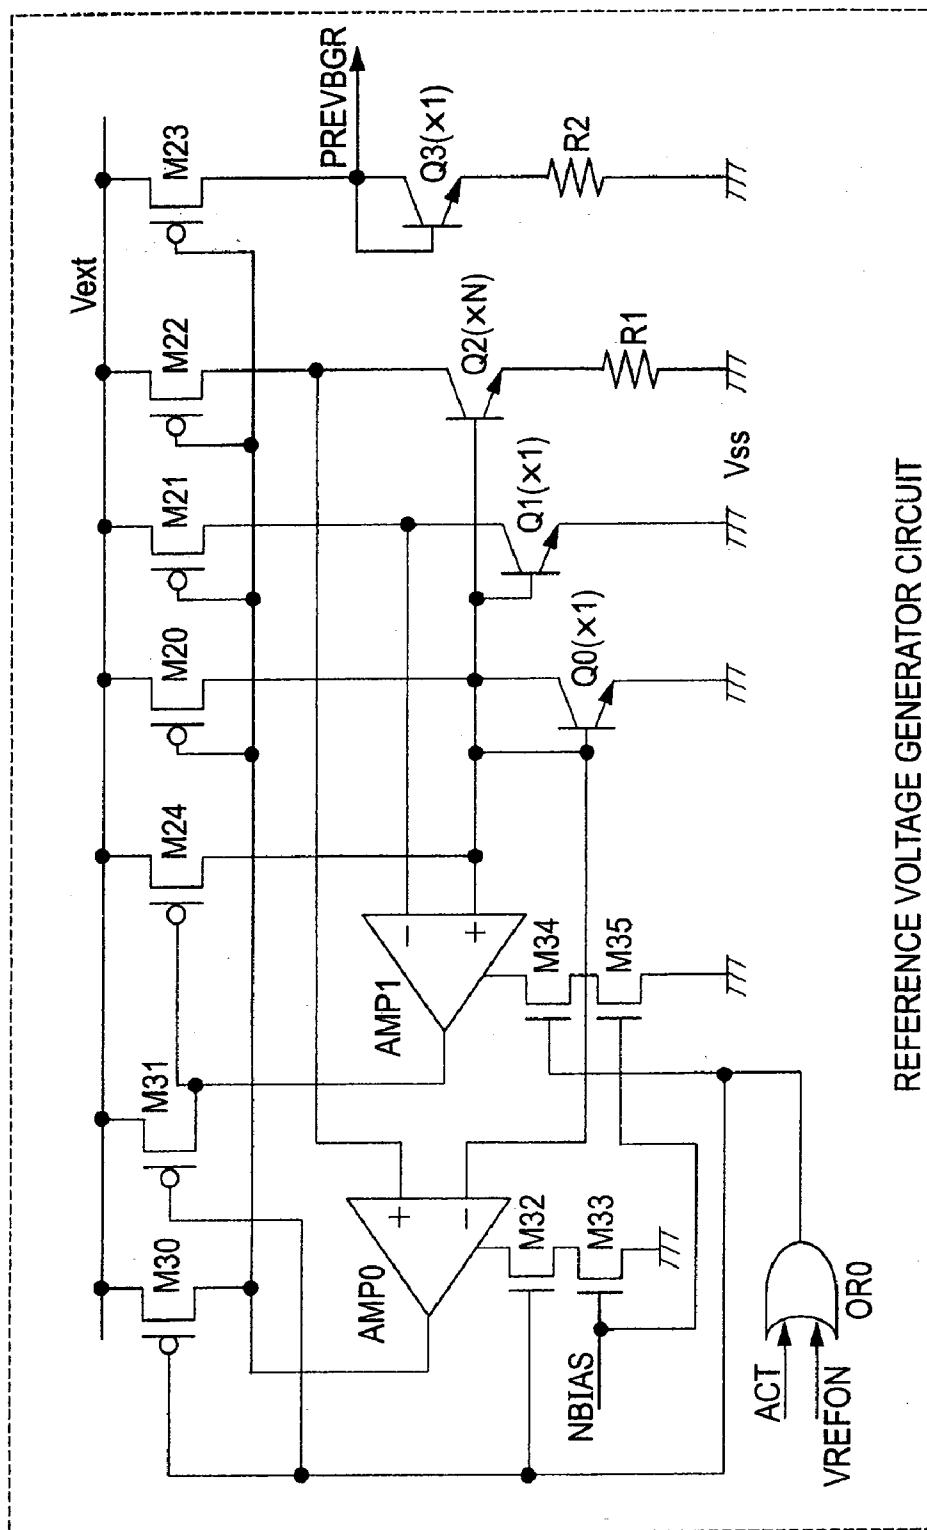 Vext
M30
M31
M24
M20
M21
M22
M23
PREVBGR
AMP0
+
−
AMP1
−
+
Q0(×1)
Q1(×1)
Q2(×N)
Q3(×1)
R1
R2
Vss
M32
M33
M34
M35
NBIAS
ACT
VREFON
OR0
REFERENCE VOLTAGE GENERATOR CIRCUIT